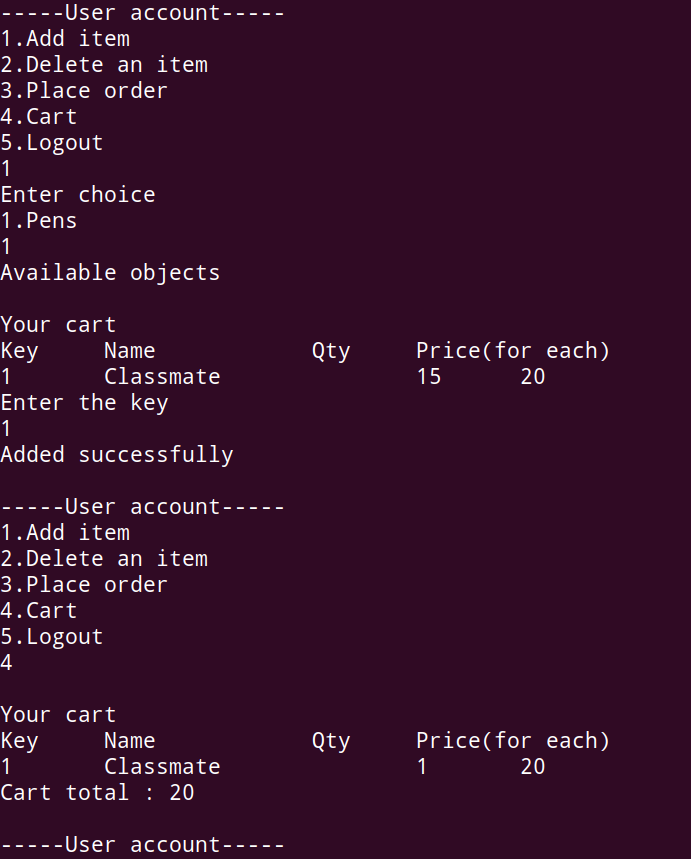 -----User account-----
1.Add item
2.Delete an item
3.Place order
4.Cart
5.Logout
1
Enter choice
1.Pens
1
Available objects

Your cart
Key     Name            Qty     Price(for each)
1       Classmate               15      20
Enter the key
1
Added successfully

-----User account-----
1.Add item
2.Delete an item
3.Place order
4.Cart
5.Logout
4

Your cart
Key     Name            Qty     Price(for each)
1       Classmate               1       20
Cart total : 20

-----User account-----